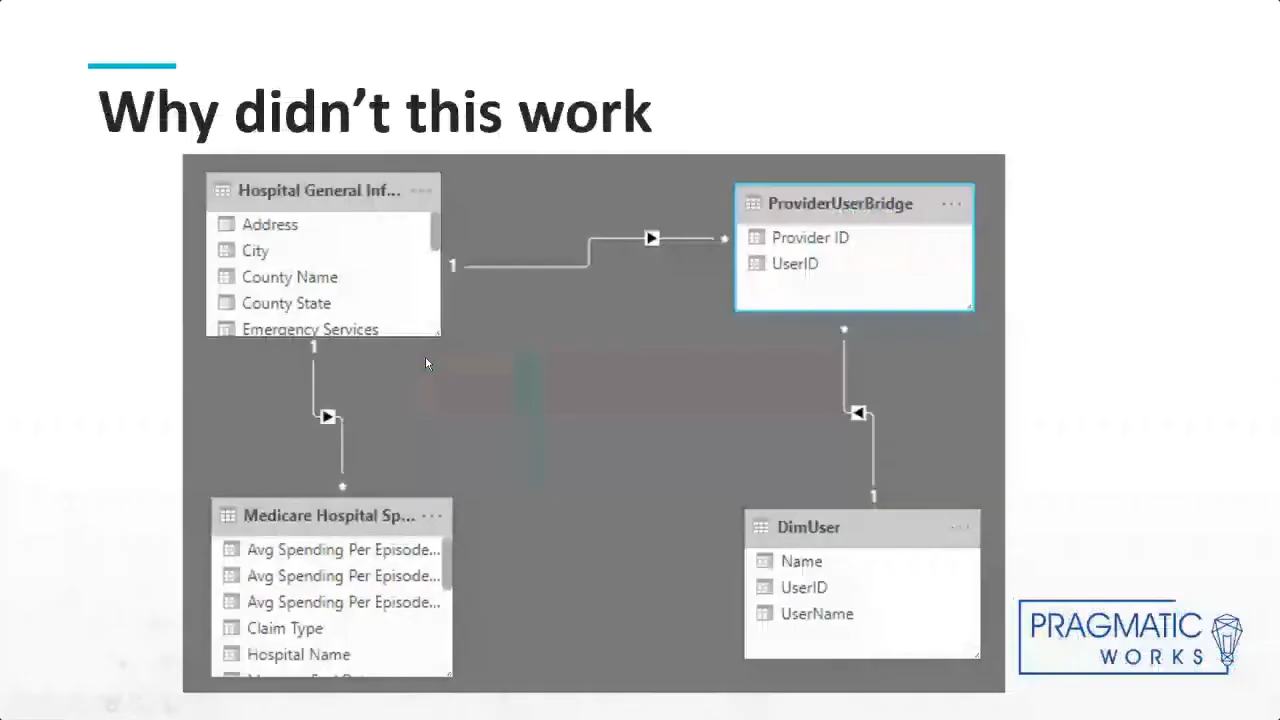 Why didn't this work
Hospital General Inf...
Address
City
County Name
County State
Emergency Services
1
1
*
ProviderUserBridge
Provider ID
UserID
*
1
*
Medicare Hospital Sp...
Avg Spending Per Episode...
Avg Spending Per Episode...
Avg Spending Per Episode...
Claim Type
Hospital Name
DimUser
Name
UserID
UserName
PRAGMATIC
WORKS